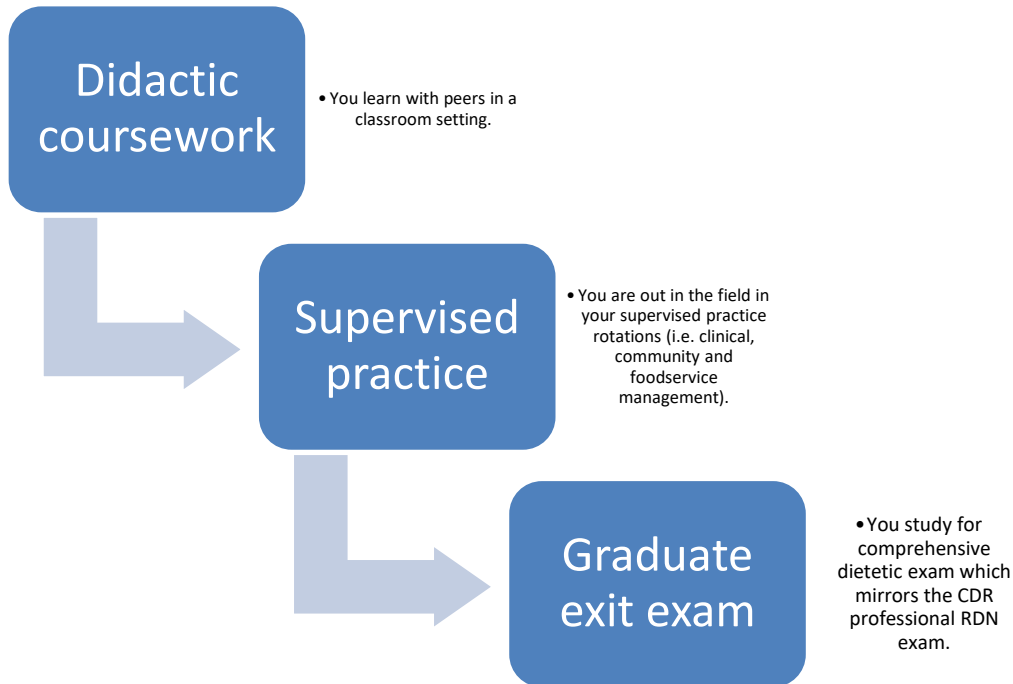 Didactic
coursework
• You learn with peers in a
classroom setting.
Supervised
practice
• You are out in the field in
your supervised practice
rotations (i.e. clinical,
community and
foodservice
management).
Graduate
exit exam
• You study for
comprehensive
dietetic exam which
mirrors the CDR
professional RDN
exam.